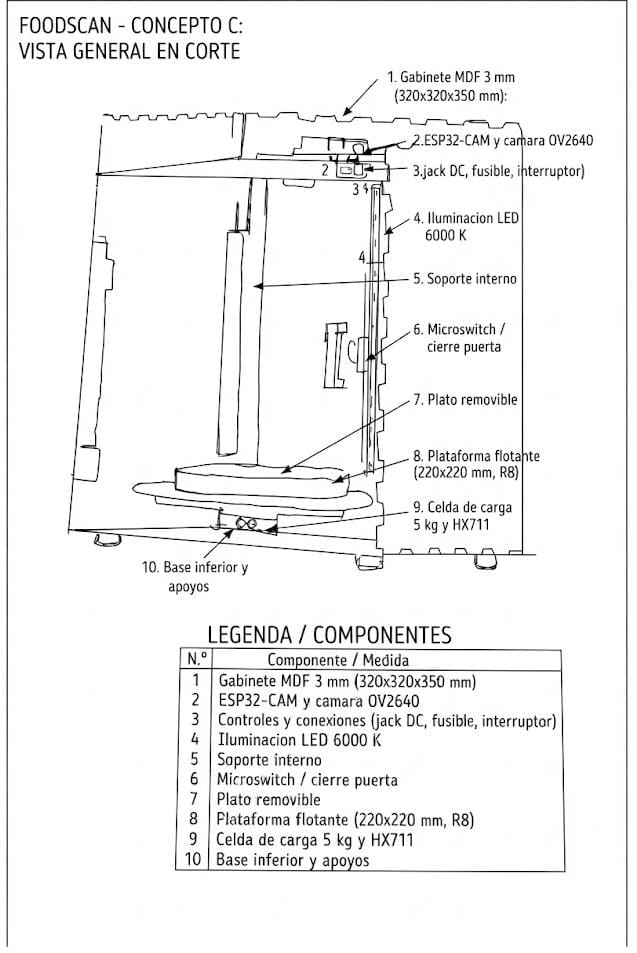 FOODSCAN - CONCEPTO C:
VISTA GENERAL EN CORTE
1. Gabinete MDF 3 mm
(320x320x350 mm):
2.ESP32-CAM y camara OV2640
2
3.jack DC, fusible, interruptor)
3
4. Iluminacion LED
6000 K
4
5. Soporte interno
6. Microswitch /
cierre puerta
7. Plato removible
8. Plataforma flotante
(220x220 mm, R8)
9. Celda de carga
5 kg y HX711
10. Base inferior y
apoyos
LEGENDA / COMPONENTES
N.º Componente / Medida
1 Gabinete MDF 3 mm (320x320x350 mm)
2 ESP32-CAM y camara OV2640
3 Controles y conexiones (jack DC, fusible, interruptor)
4 Iluminacion LED 6000 K
5 Soporte interno
6 Microswitch / cierre puerta
7 Plato removible
8 Plataforma flotante (220x220 mm, R8)
9 Celda de carga 5 kg y HX711
10 Base inferior y apoyos